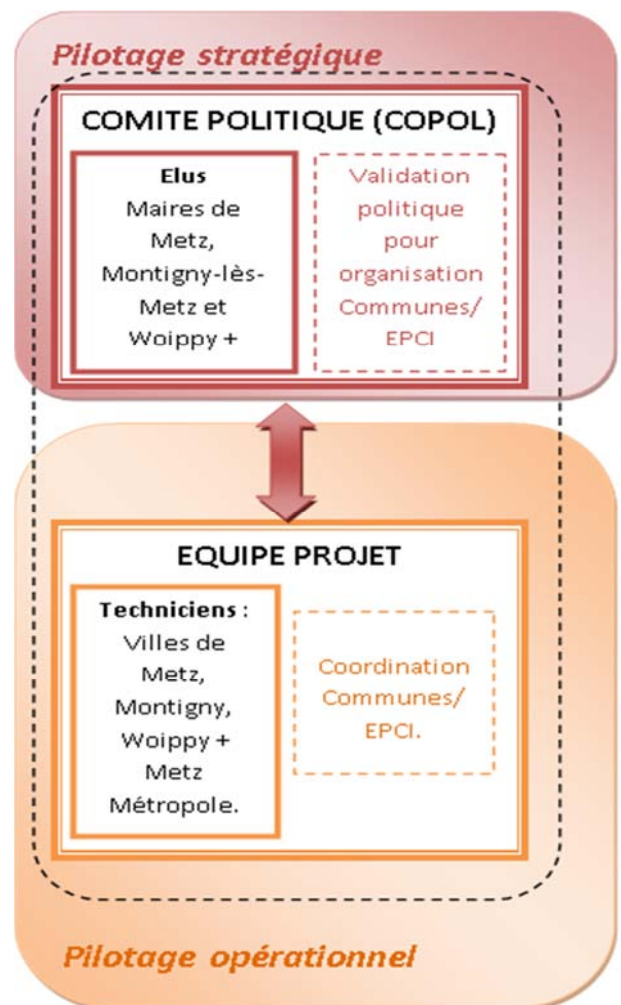 Pilotage stratégique
COMITE POLITIQUE (COPOL)
Elus
Maires de
Metz,
Montigny-lès-
Metz et
Woippy +
Validation
politique
pour
organisation
Communes/
EPCI
EQUIPE PROJET
Techniciens :
Villes de
Metz,
Montigny,
Woippy +
Metz
Métropole.
Coordination
Communes/
EPCI.
Pilotage opérationnel